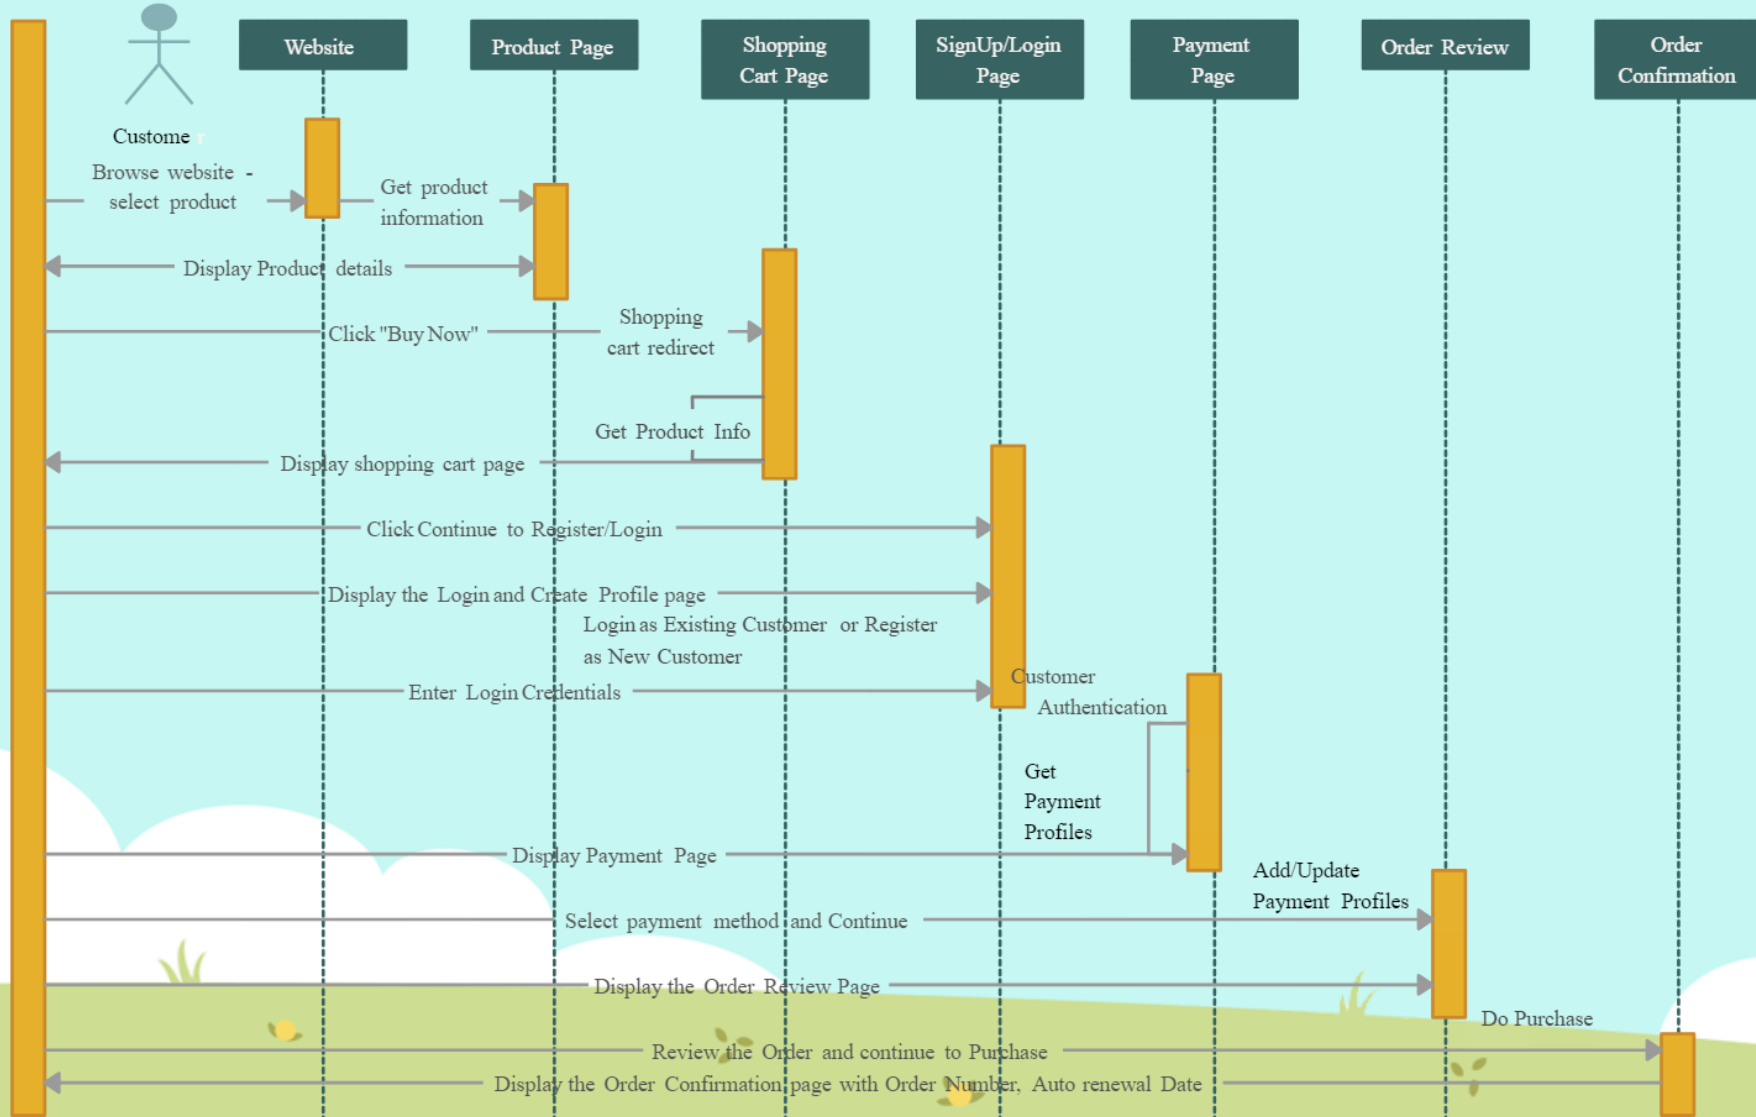 Website
Product Page
Shopping
Cart Page
SignUp/Login
Page
Payment
Page
Order Review
Order
Confirmation
Customer
Browse website -
select product
Get product
information
Display Product details
Click "Buy Now"
Shopping
cart redirect
Get Product Info
Display shopping cart page
Click Continue to Register/Login
Display the Login and Create Profile page
Login as Existing Customer or Register
as New Customer
Enter Login Credentials
Customer
Authentication
Get
Payment
Profiles
Display Payment Page
Add/Update
Payment Profiles
Select payment method and Continue
Display the Order Review Page
Do Purchase
Review the Order and continue to Purchase
Display the Order Confirmation page with Order Number, Auto renewal Date